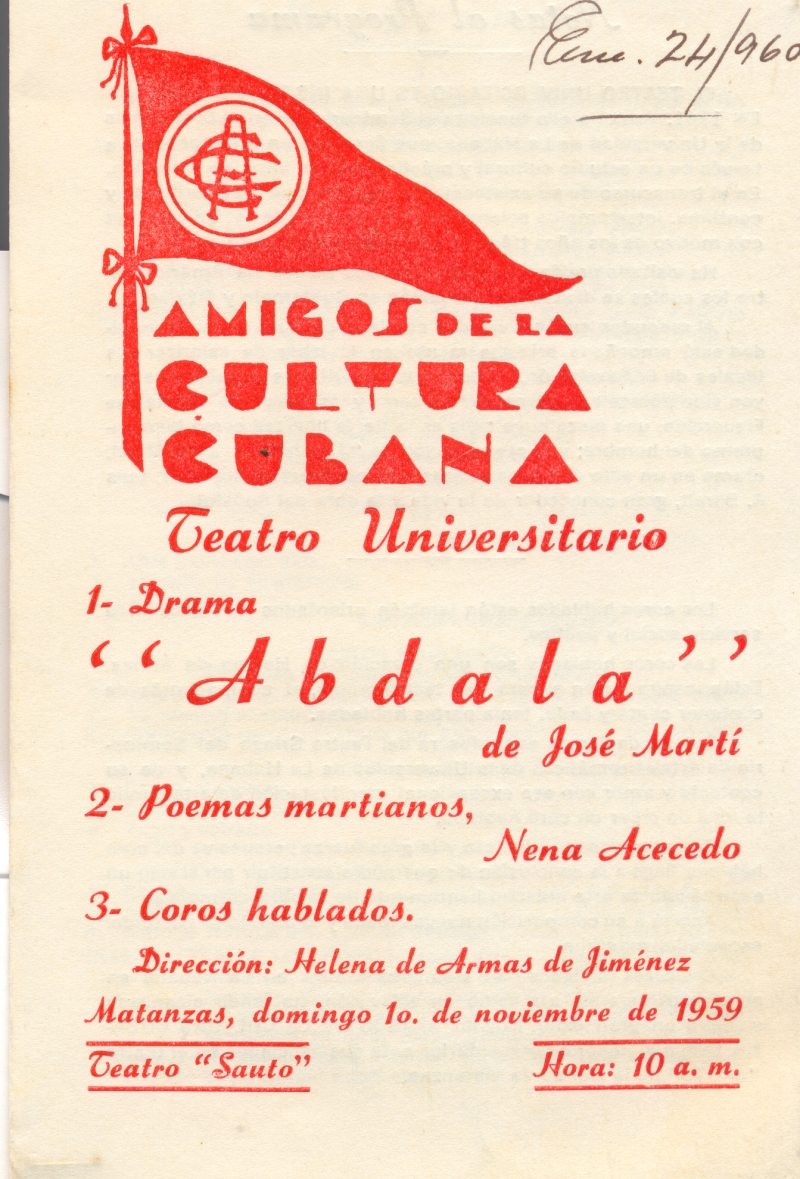 Ene. 24/960
AMIGOS DE LA
CULTURA
CUBANA
Teatro Universitario
1- Drama
“Abdala”
de José Martí
2- Poemas martianos,
Nena Acecedo
3- Coros hablados.
Dirección: Helena de Armas de Jiménez
Matanzas, domingo 1o. de noviembre de 1959
Teatro “Sauto”
Hora: 10 a. m.